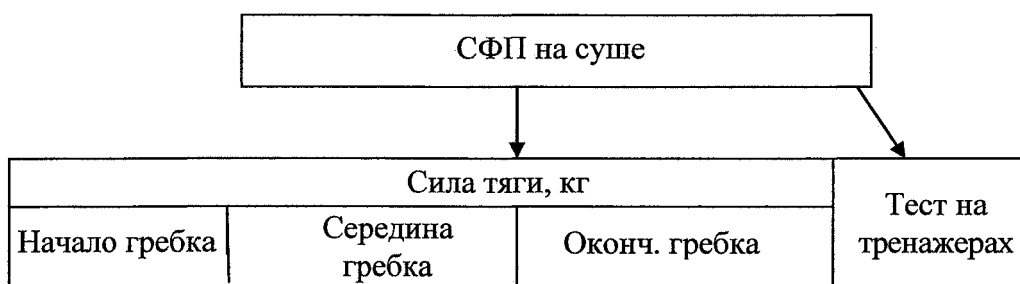 СФП на суше
Сила тяги, кг
Начало гребка
Середина
гребка
Оконч. гребка
Тест на
тренажерах